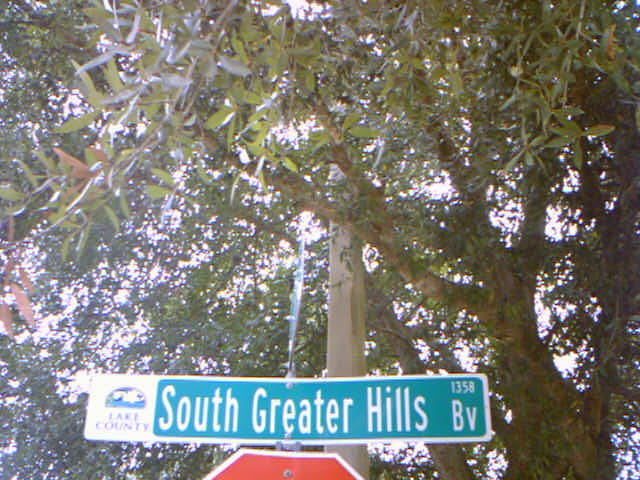 LAKE
COUNTY
South Greater Hills Bv
1358